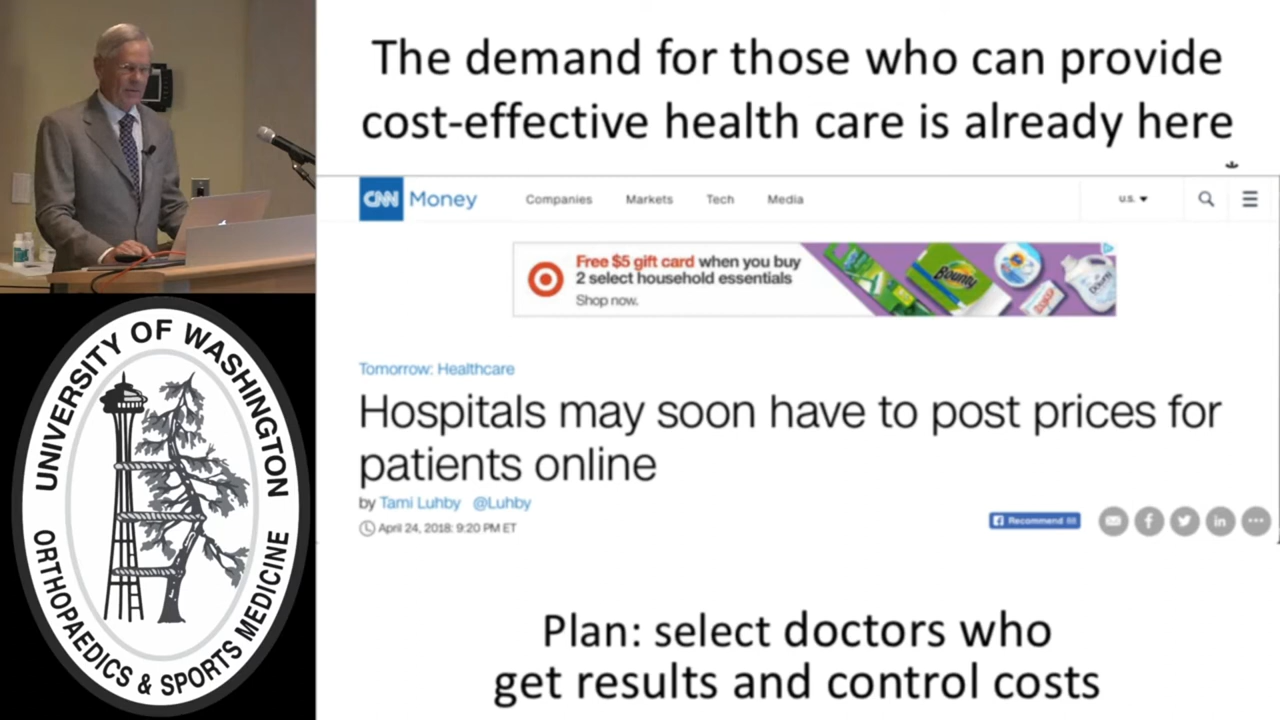 The demand for those who can provide
cost-effective health care is already here
CNN Money
Companies
Markets
Tech
Media
U.S.
Free $5 gift card when you buy
2 select household essentials
Shop now.
Bounty
Downy
Tomorrow: Healthcare
Hospitals may soon have to post prices for
patients online
by Tami Luhby @Luhby
April 24, 2018: 9:20 PM ET
Recommend
in
Plan: select doctors who
get results and control costs
UNIVERSITY OF WASHINGTON
ORTHOPAEDICS & SPORTS MEDICINE